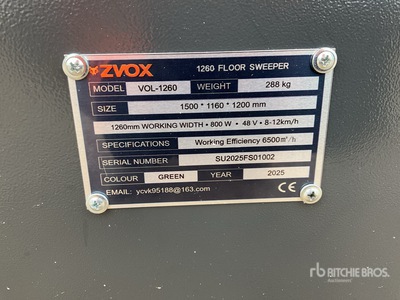 ZVOX 1260 FLOOR SWEEPER
MODEL VOL-1260 WEIGHT 288 kg
SIZE 1500 * 1160 * 1200 mm
1260mm WORKING WIDTH • 800 W • 48 V • 8-12km/h
SPECIFICATIONS Working Efficiency 6500㎡/h
SERIAL NUMBER SU2025FS01002
COLOUR GREEN YEAR 2025
EMAIL: ycvk95188@163.com CE
rb RITCHIE BROS.
Auctioneers